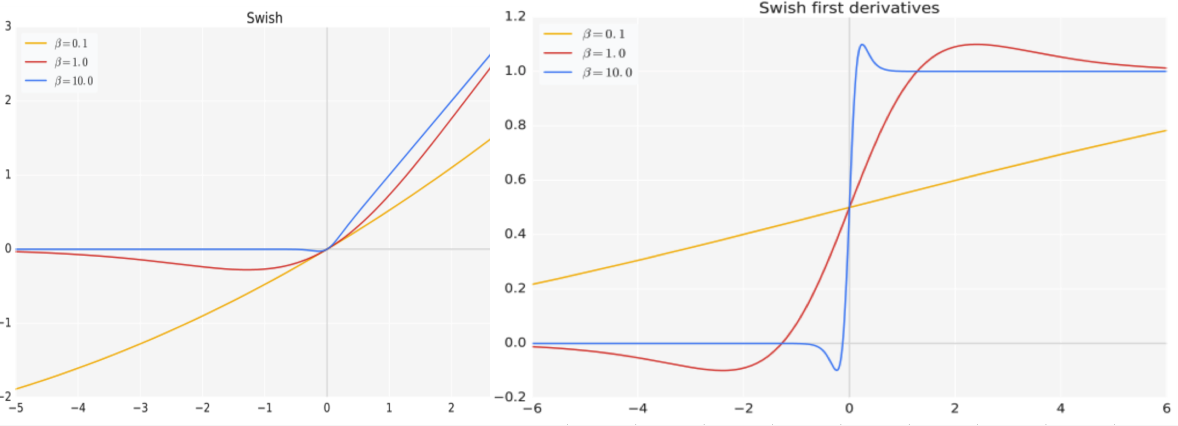 Swish
3
β=0.1
β=1.0
β=10.0
2
1
0
−1
−2
−5 −4 −3 −2 −1 0 1 2
Swish first derivatives
1.2
β=0.1
β=1.0
β=10.0
1.0
0.8
0.6
0.4
0.2
0.0
−0.2
−6 −4 −2 0 2 4 6